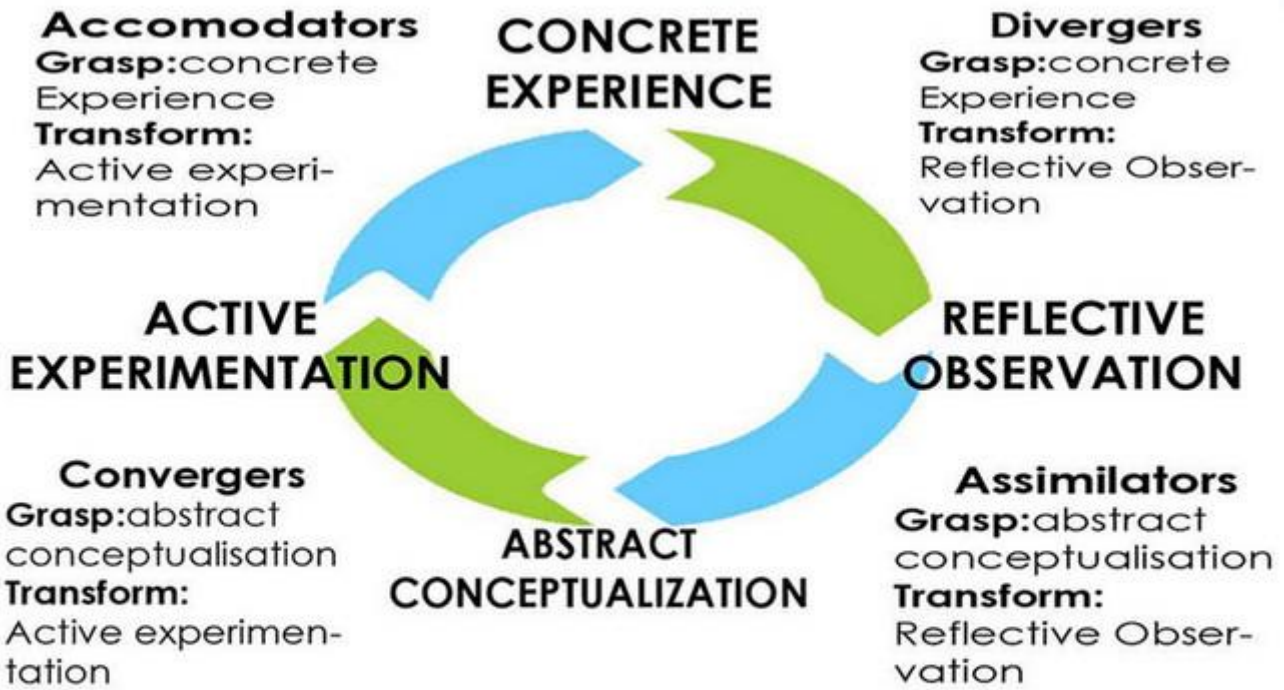 Accomodators
Grasp:concrete
Experience
Transform:
Active experi-
mentation
CONCRETE
EXPERIENCE
Divergers
Grasp:concrete
Experience
Transform:
Reflective Obser-
vation
ACTIVE
EXPERIMENTATION
REFLECTIVE
OBSERVATION
Convergers
Grasp:abstract
conceptualisation
Transform:
Active experimen-
tation
ABSTRACT
CONCEPTUALIZATION
Assimilators
Grasp:abstract
conceptualisation
Transform:
Reflective Obser-
vation